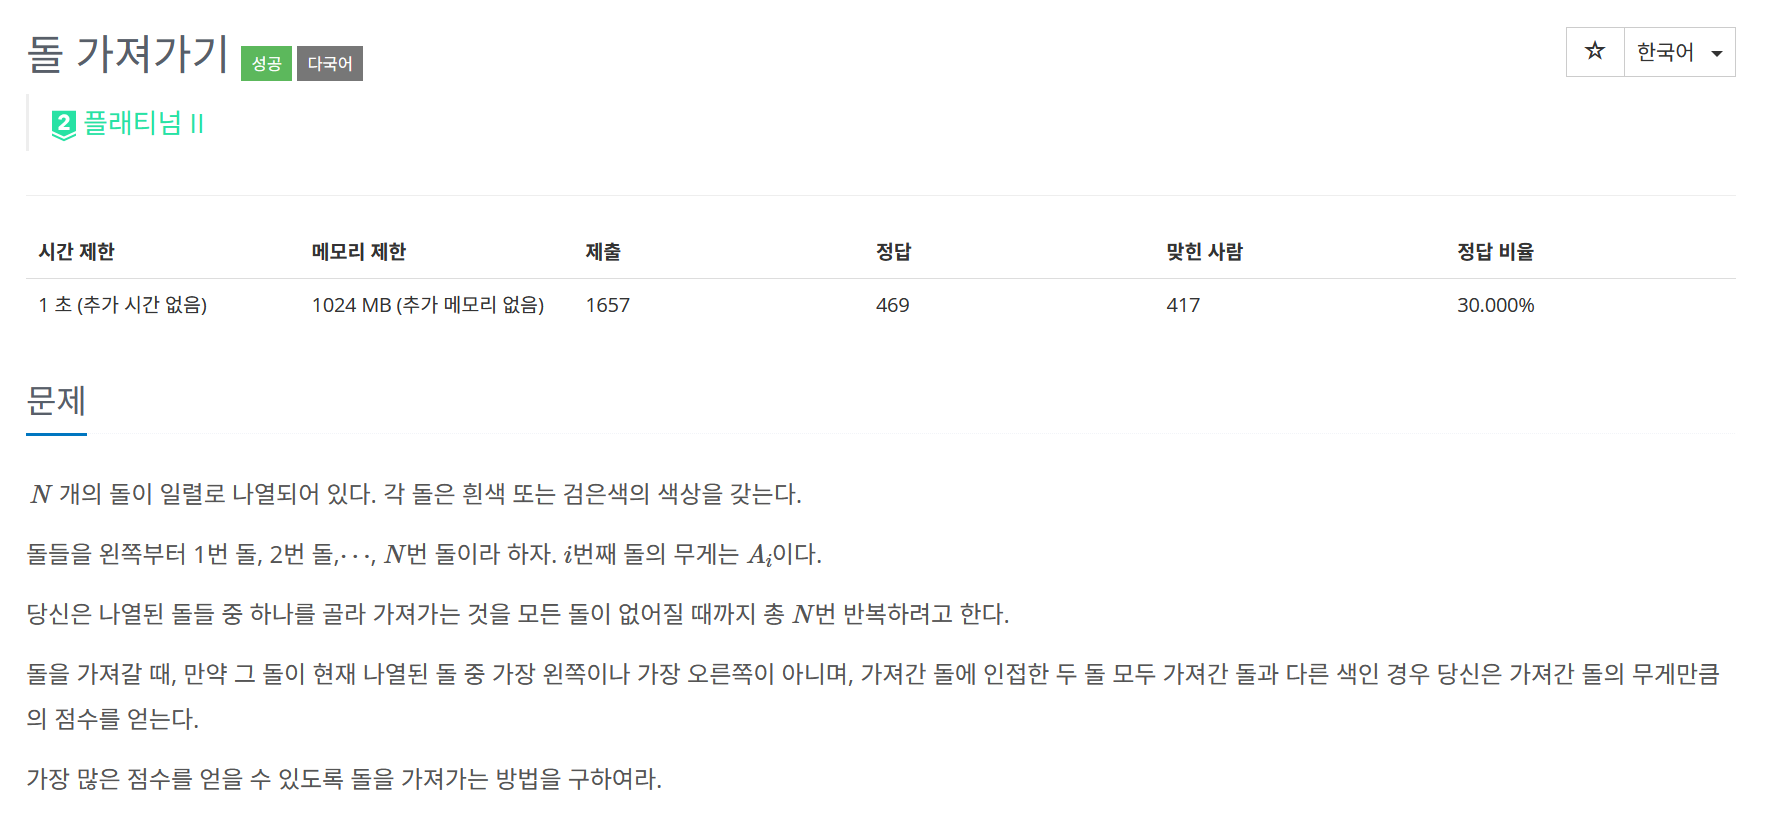 돌 가져가기 성공 다국어
☆ 한국어
2 플래티넘 II
시간 제한 메모리 제한 제출 정답 맞힌 사람 정답 비율
1 초 (추가 시간 없음) 1024 MB (추가 메모리 없음) 1657 469 417 30.000%
문제
N 개의 돌이 일렬로 나열되어 있다. 각 돌은 흰색 또는 검은색의 색상을 갖는다.
돌들을 왼쪽부터 1번 돌, 2번 돌,⋯, N번 돌이라 하자. i번째 돌의 무게는 A_i이다.
당신은 나열된 돌들 중 하나를 골라 가져가는 것을 모든 돌이 없어질 때까지 총 N번 반복하려고 한다.
돌을 가져갈 때, 만약 그 돌이 현재 나열된 돌 중 가장 왼쪽이나 가장 오른쪽이 아니며, 가져간 돌에 인접한 두 돌 모두 가져간 돌과 다른 색인 경우 당신은 가져간 돌의 무게만큼
의 점수를 얻는다.
가장 많은 점수를 얻을 수 있도록 돌을 가져가는 방법을 구하여라.